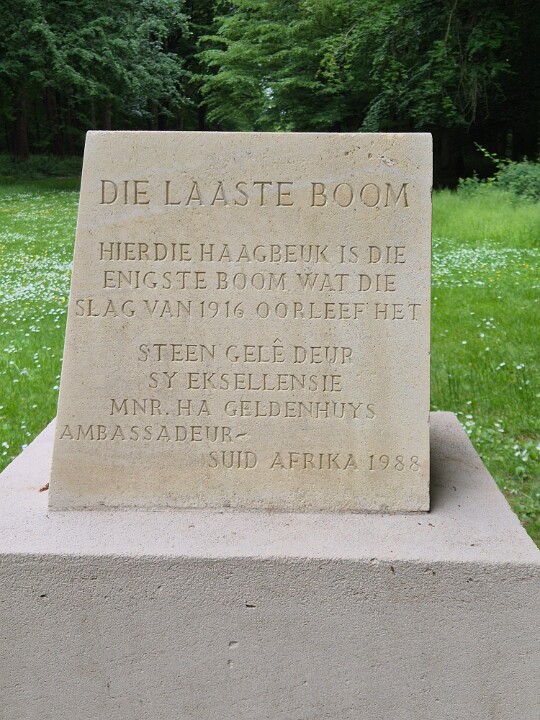 DIE LAASTE BOOM
HIERDIE HAAGBEUK IS DIE
ENIGSTE BOOM WAT DIE
SLAG VAN 1916 OORLEEF HET
STEEN GELÊ DEUR
SY EKSELLENSIE
MNR. HA GELDENHUYS
AMBASSADEUR-
SUID AFRIKA 1988